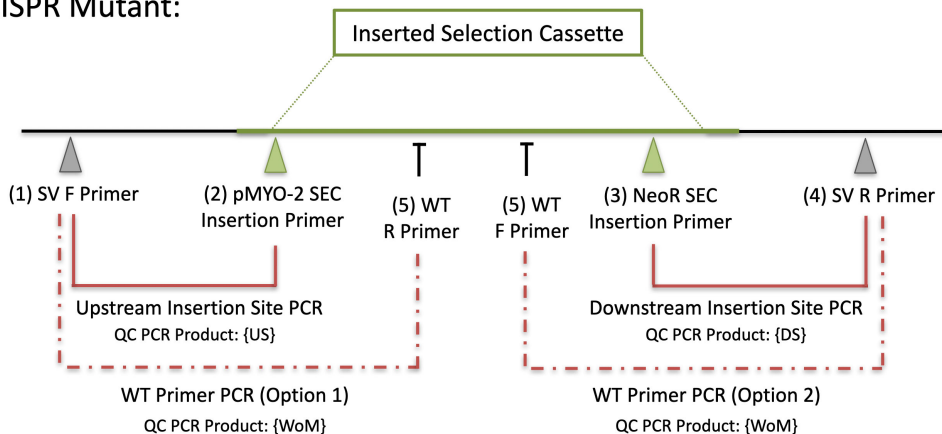 ISPR Mutant:
Inserted Selection Cassette
(1) SV F Primer
(2) pMYO-2 SEC
Insertion Primer
(5) WT
R Primer
(5) WT
F Primer
(3) NeoR SEC
Insertion Primer
(4) SV R Primer
Upstream Insertion Site PCR
QC PCR Product: {US}
Downstream Insertion Site PCR
QC PCR Product: {DS}
WT Primer PCR (Option 1)
QC PCR Product: {WoM}
WT Primer PCR (Option 2)
QC PCR Product: {WoM}